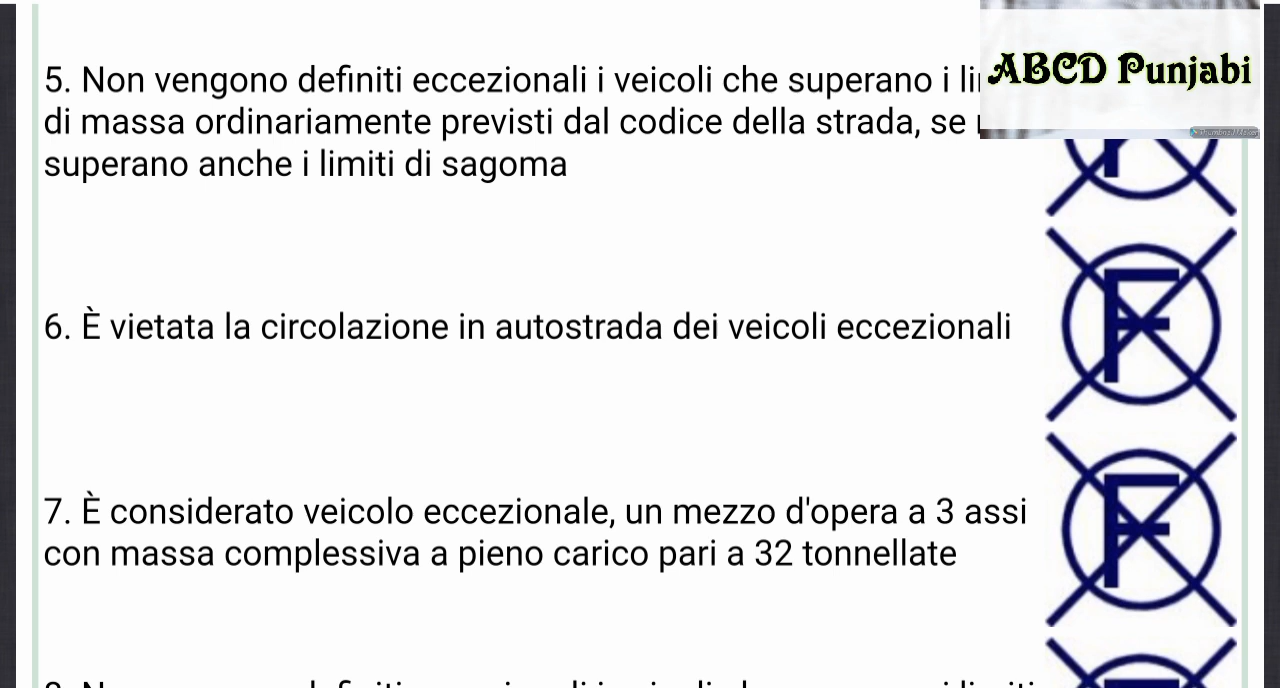 ABCD Punjabi
5. Non vengono definiti eccezionali i veicoli che superano i
di massa ordinariamente previsti dal codice della strada, se
superano anche i limiti di sagoma
F
6. È vietata la circolazione in autostrada dei veicoli eccezionali
F
7. È considerato veicolo eccezionale, un mezzo d'opera a 3 assi
con massa complessiva a pieno carico pari a 32 tonnellate
F